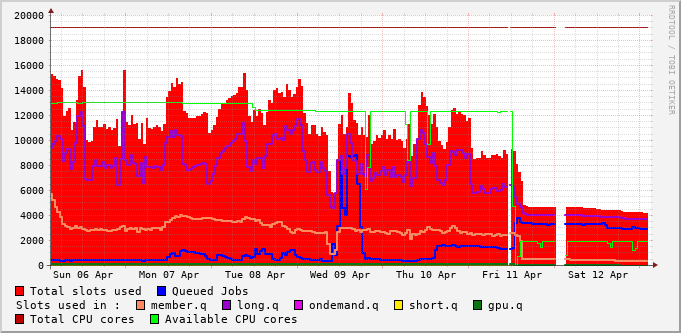 20000
18000
16000
14000
12000
10000
8000
6000
4000
2000
0
Sun 06 Apr Mon 07 Apr Tue 08 Apr Wed 09 Apr Thu 10 Apr Fri 11 Apr Sat 12 Apr
Total slots used Queued Jobs
Slots used in : member.q long.q ondemand.q short.q gpu.q
Total CPU cores Available CPU cores
RRDTOOL / TOBI OETIKER